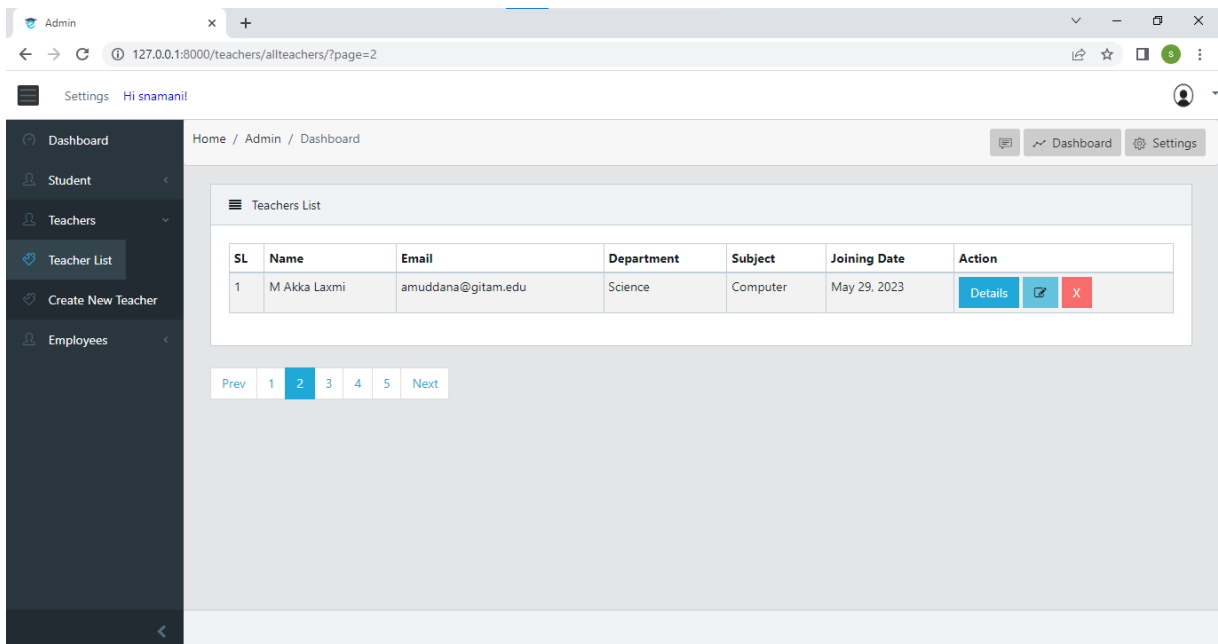 Admin
127.0.0.1:8000/teachers/allteachers/?page=2
S
Settings Hi snamani!
Dashboard
Student
Teachers
Teacher List
Create New Teacher
Employees
Home / Admin / Dashboard
Dashboard
Settings
Teachers List
SL Name Email Department Subject Joining Date Action
1 M Akka Laxmi amuddana@gitam.edu Science Computer May 29, 2023 Details X
Prev 1 2 3 4 5 Next